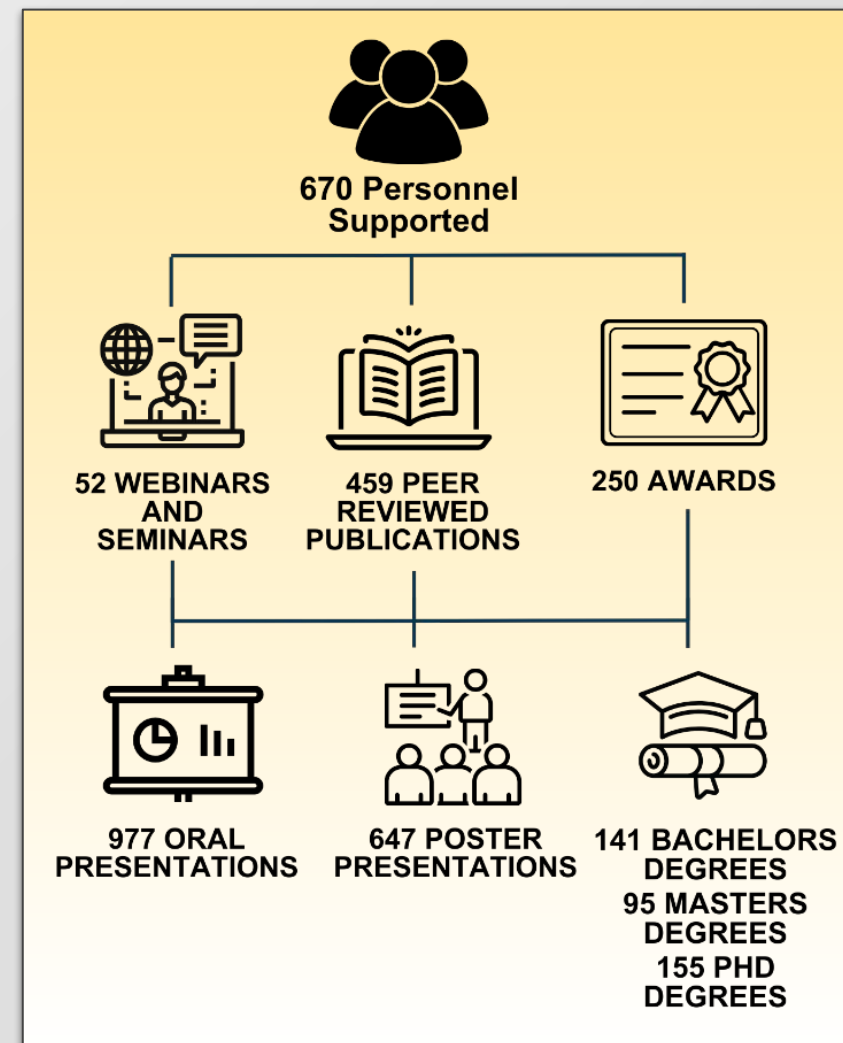 670 Personnel
Supported
52 WEBINARS
AND
SEMINARS
459 PEER
REVIEWED
PUBLICATIONS
250 AWARDS
977 ORAL
PRESENTATIONS
647 POSTER
PRESENTATIONS
141 BACHELORS
DEGREES
95 MASTERS
DEGREES
155 PHD
DEGREES